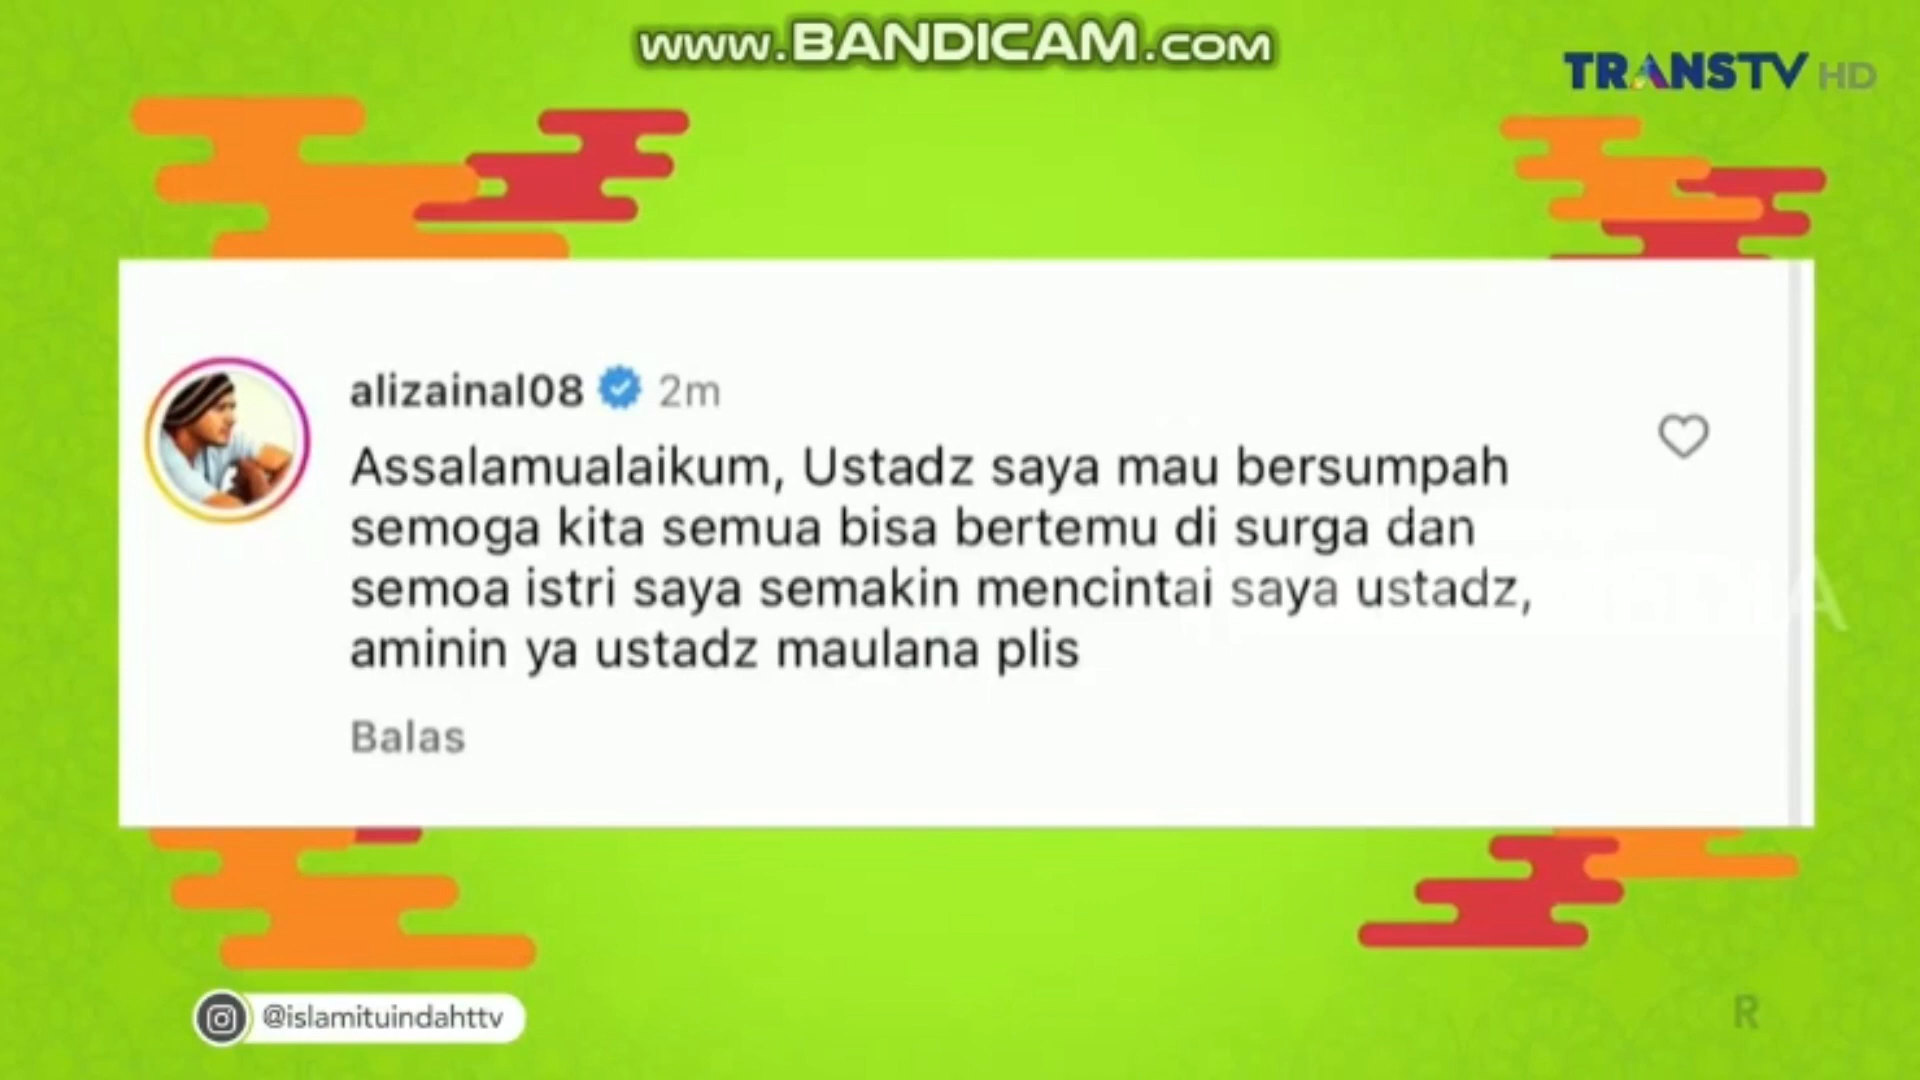 www.BANDICAM.com
TRANSTV HD
alizainal08 2m
Assalamualaikum, Ustadz saya mau bersumpah
semoga kita semua bisa bertemu di surga dan
semoa istri saya semakin mencintai saya ustadz,
aminin ya ustadz maulana plis
Balas
@islamituindahttv
R